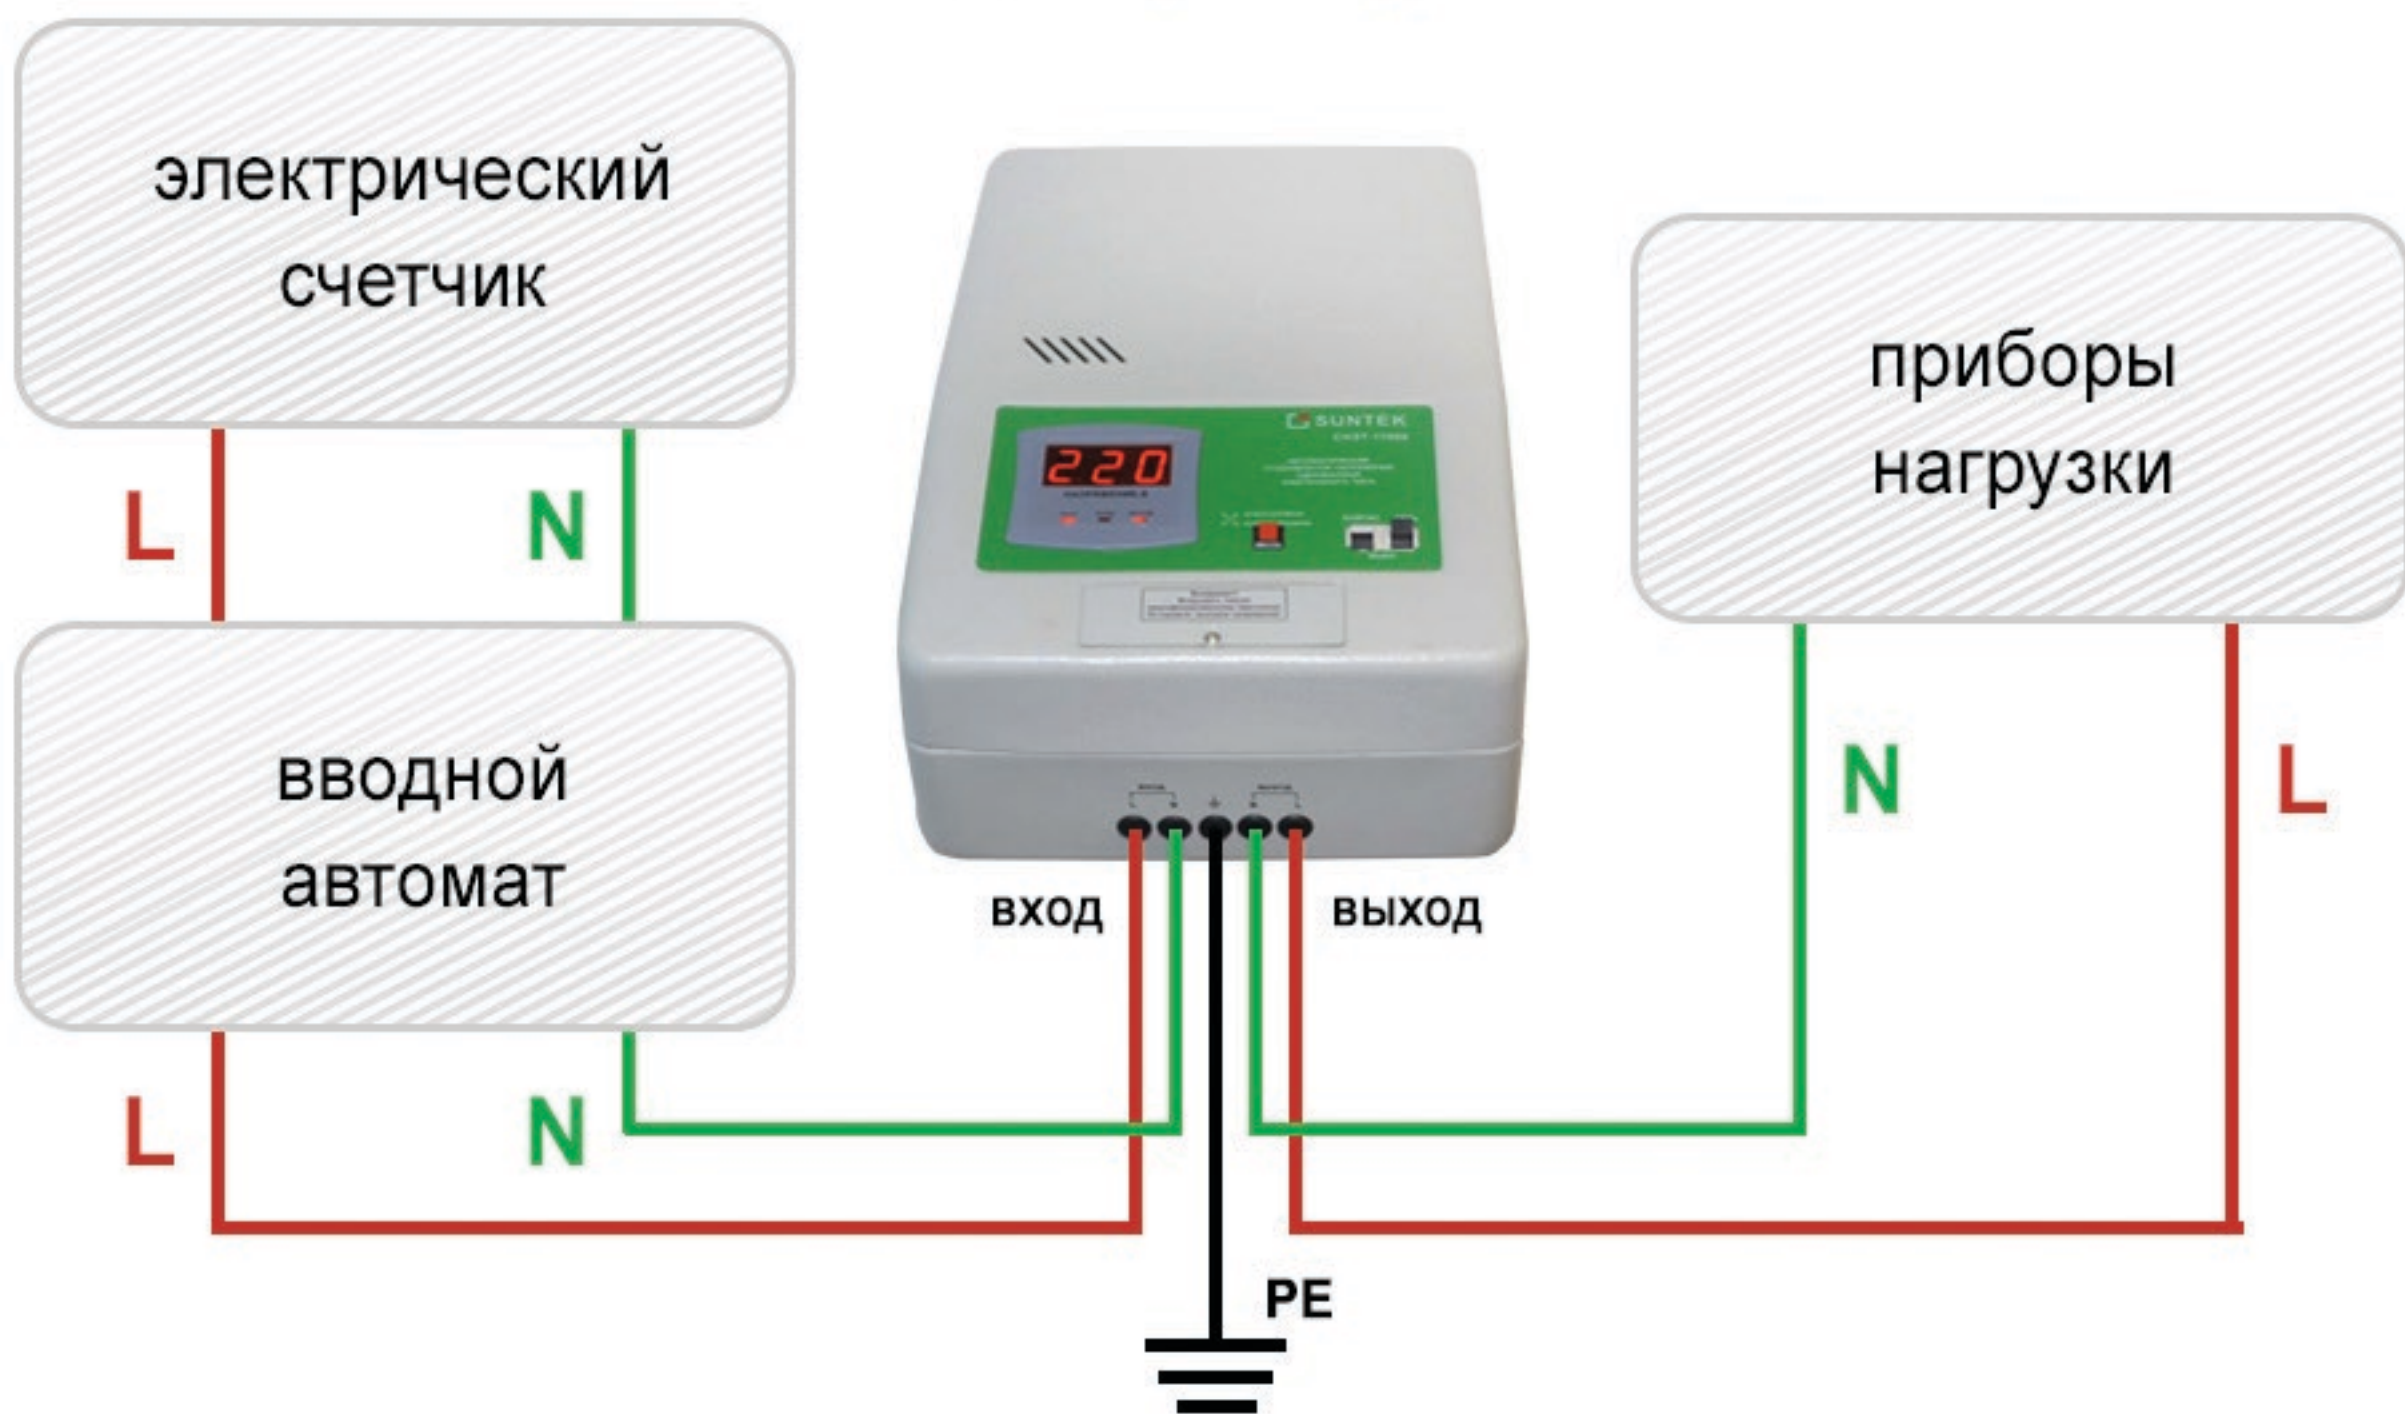 электрический
счетчик
L
N
вводной
автомат
L
N
SUNTEK
220
вход
выход
PE
приборы
нагрузки
N
L